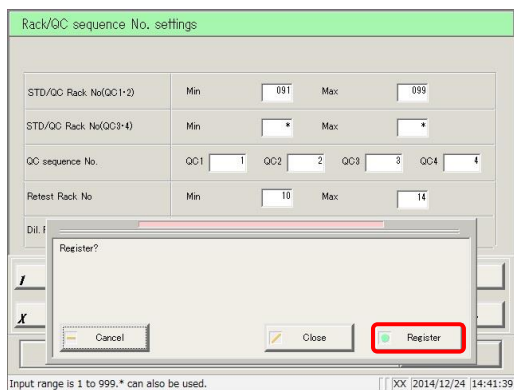 Rack/QC sequence No. settings
STD/QC Rack No(QC1·2) Min 091 Max 099
STD/QC Rack No(QC3·4) Min * Max *
QC sequence No. QC1 1 QC2 2 QC3 3 QC4 4
Retest Rack No Min 10 Max 14
Dil.
Register?
1
X
Cancel Close Register
Input range is 1 to 999.* can also be used. XX 2014/12/24 14:41:39